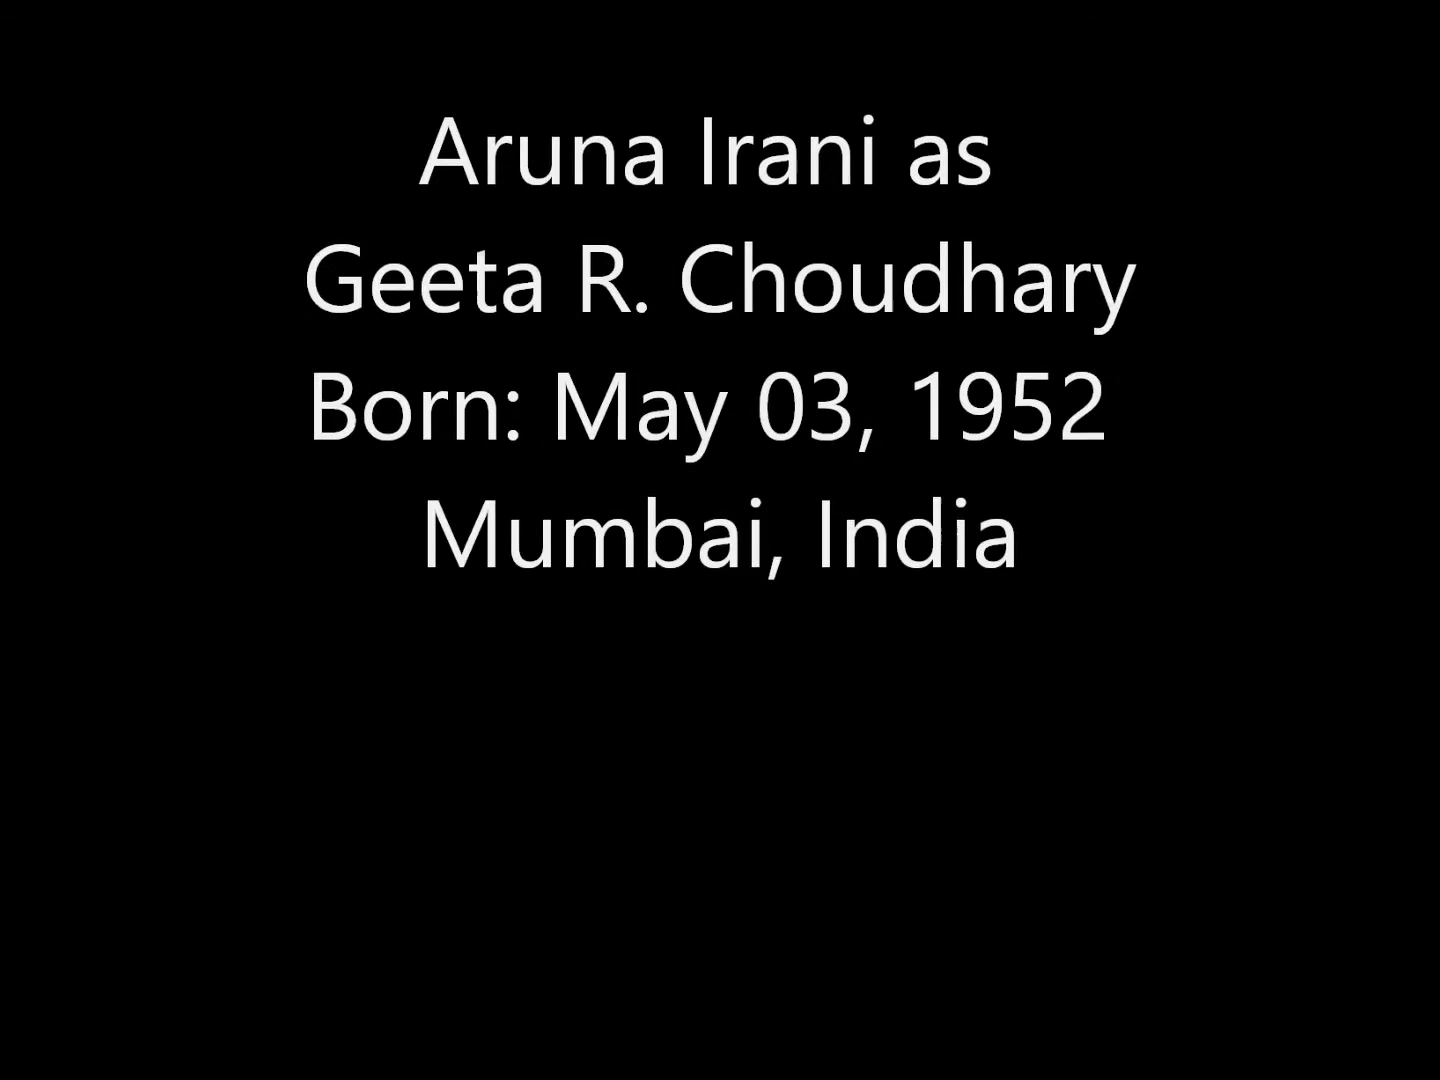 Aruna Irani as
Geeta R. Choudhary
Born: May 03, 1952
Mumbai, India